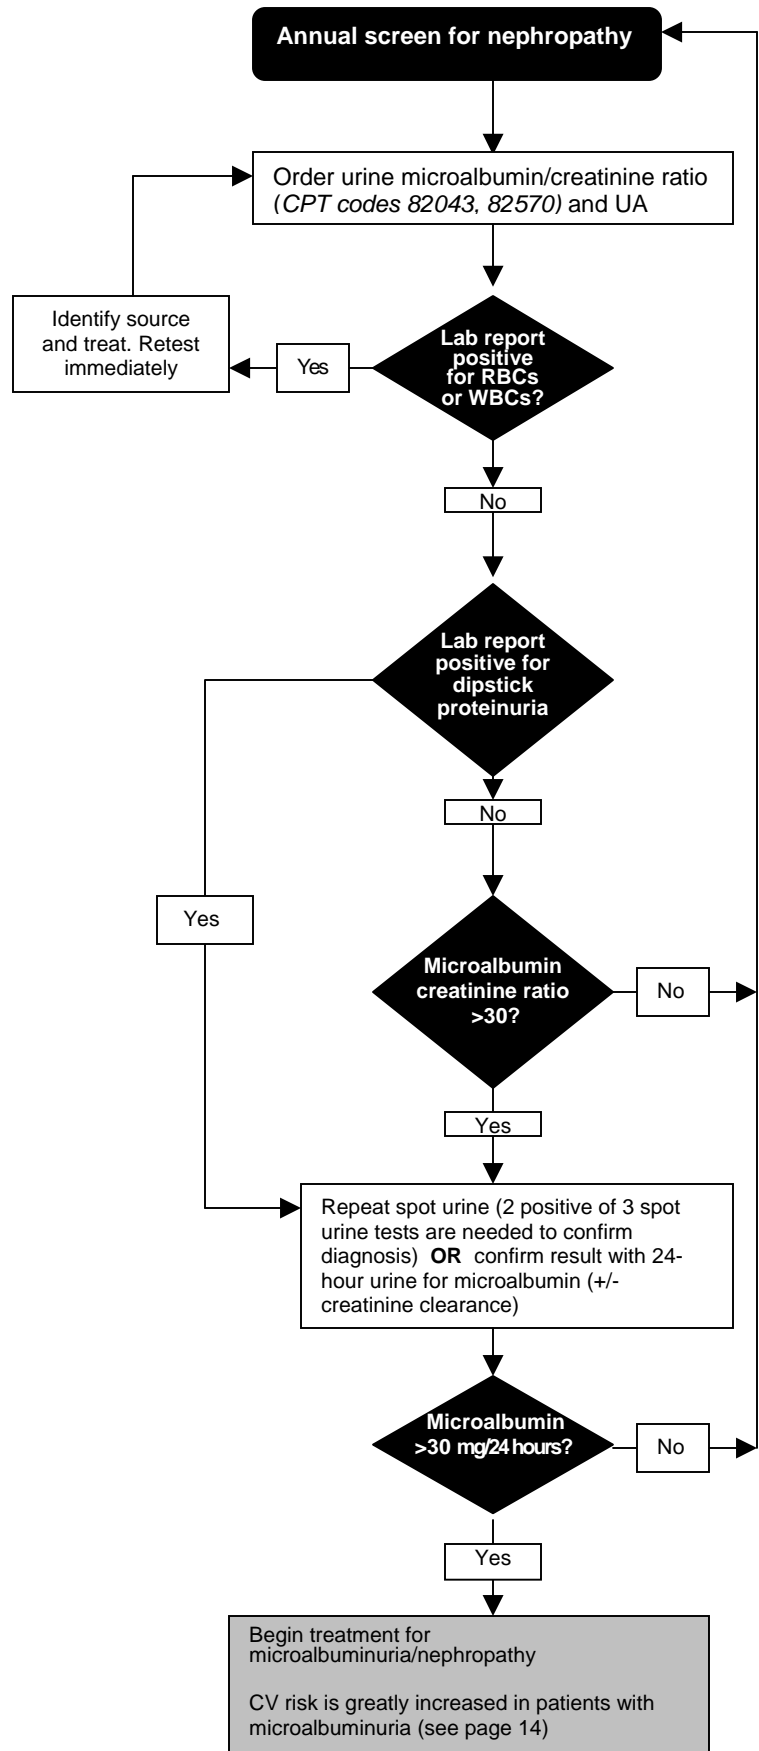 Annual screen for nephropathy
Order urine microalbumin/creatinine ratio
(CPT codes 82043, 82570) and UA
Identify source
and treat. Retest
immediately
Yes
Lab report
positive
for RBCs
or WBCs?
No
Lab report
positive for
dipstick
proteinuria
No
Yes
Microalbumin
creatinine ratio
>30?
No
Yes
Repeat spot urine (2 positive of 3 spot
urine tests are needed to confirm
diagnosis) OR confirm result with 24-
hour urine for microalbumin (+/-
creatinine clearance)
Microalbumin
>30 mg/24 hours?
No
Yes
Begin treatment for
microalbuminuria/nephropathy
CV risk is greatly increased in patients with
microalbuminuria (see page 14)